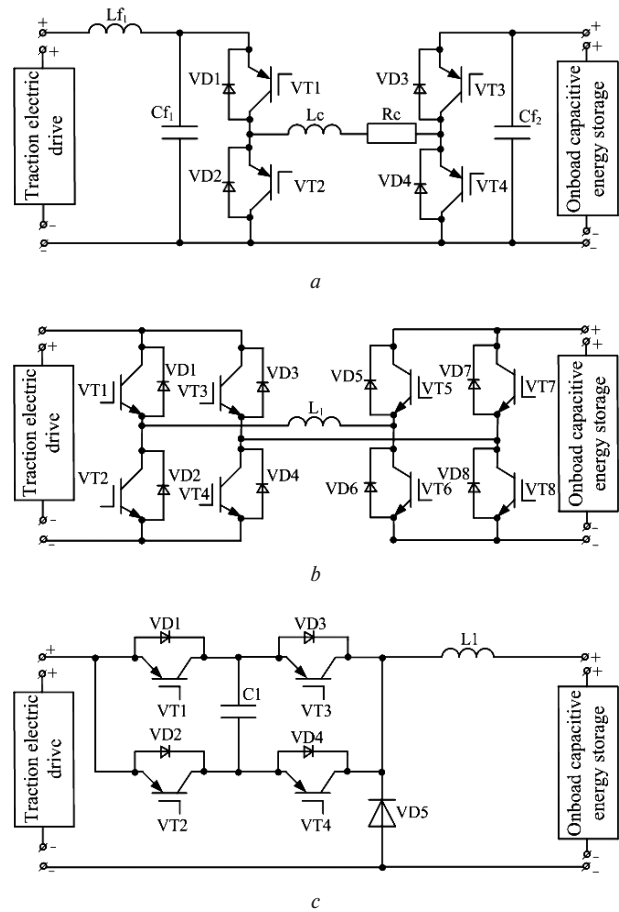 Lf1
+
+
+
+
VD1
VT1
VD3
VT3
Traction electric
drive
Cf1
Lc
Rc
Cf2
Onboad capacitive
energy storage
VD2
VT2
VD4
VT4
-
-
-
-
a
+
+
+
+
VT1
VD1
VT3
VD3
VD5
VT5
VD7
VT7
Traction electric
drive
L
Onboad capacitive
energy storage
VT2
VD2
VT4
VD4
VD6
VT6
VD8
VT8
-
-
-
-
b
VD1
VD3
L1
+
+
+
+
VT1
C1
VT3
Traction electric
drive
VD2
VD4
Onboad capacitive
energy storage
VT2
VT4
VD5
-
-
-
-
c